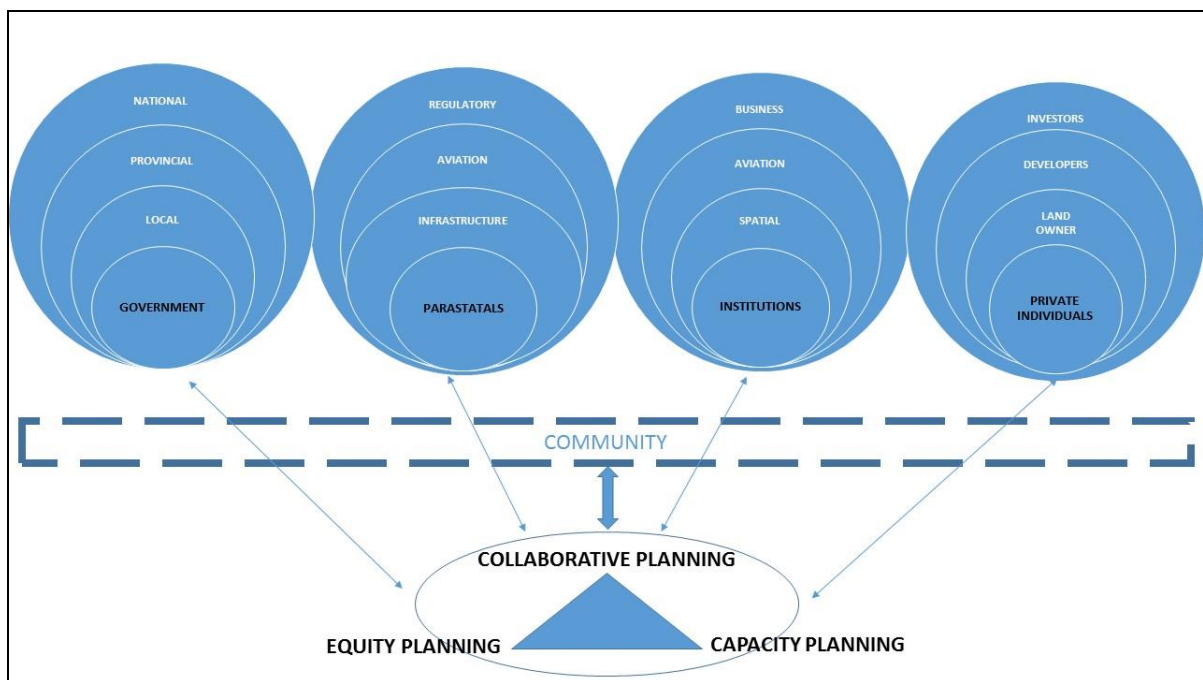 NATIONAL
PROVINCIAL
LOCAL
GOVERNMENT
REGULATORY
AVIATION
INFRASTRUCTURE
PARASTATALS
BUSINESS
AVIATION
SPATIAL
INSTITUTIONS
INVESTORS
DEVELOPERS
LAND
OWNER
PRIVATE
INDIVIDUALS
COMMUNITY
COLLABORATIVE PLANNING
EQUITY PLANNING
CAPACITY PLANNING